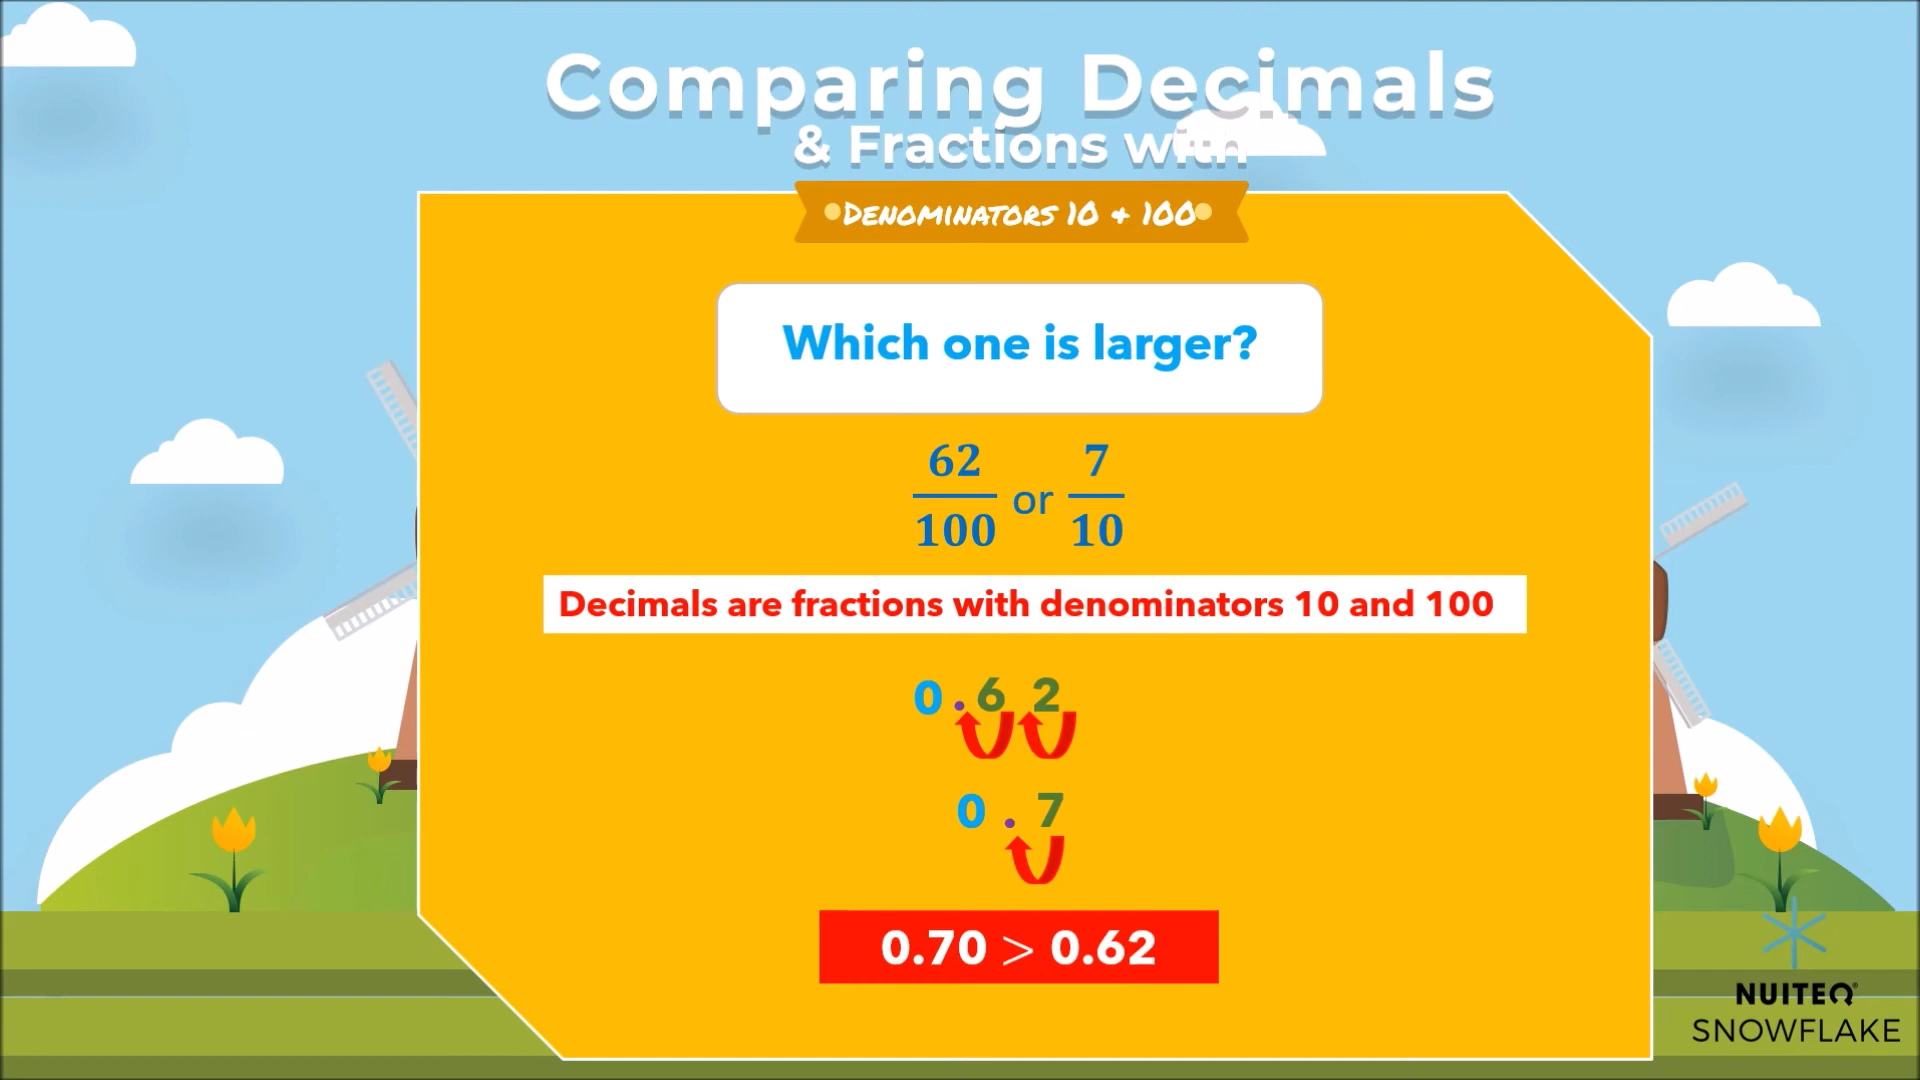 Comparing Decimals
& Fractions with
DENOMINATORS 10 & 100
Which one is larger?
62/100 or 7/10
Decimals are fractions with denominators 10 and 100
0.62
0.7
0.70 > 0.62
NUITEQ®
SNOWFLAKE